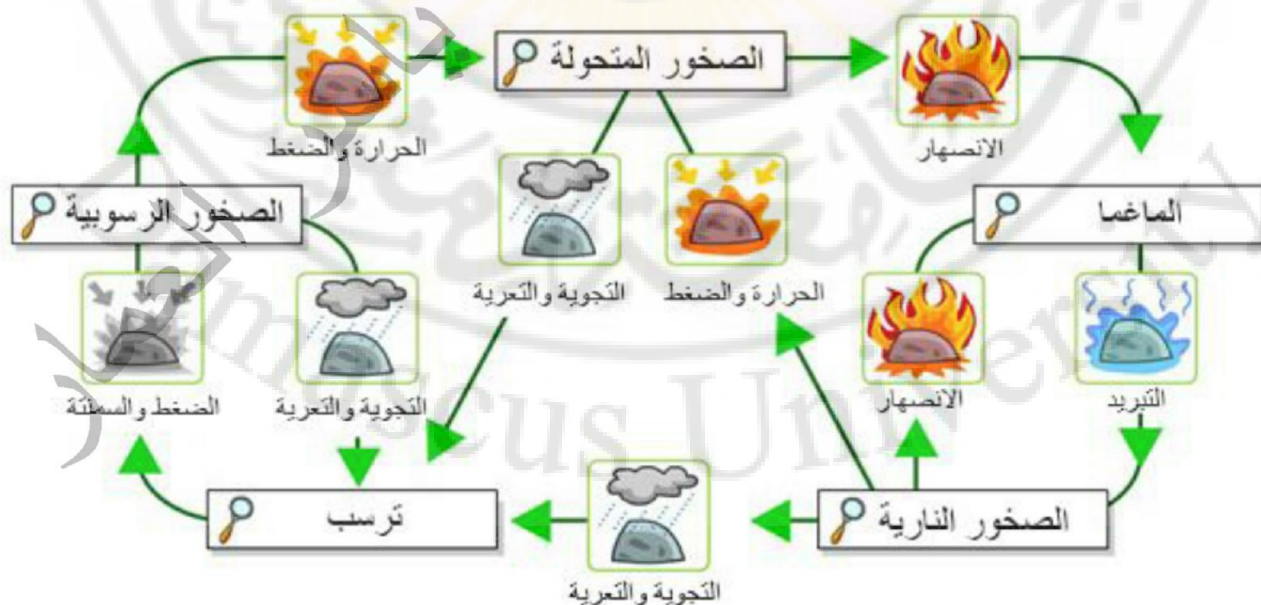 الصخور المتحولة
الانصهار
الحرارة والضغط
الماغما
الصخور الرسوبية
التجوية والتعرية
الحرارة والضغط
التبريد
الانصهار
التجوية والتعرية
الضغط والسمنتة
الصخور النارية
ترسب
التجوية والتعرية
University